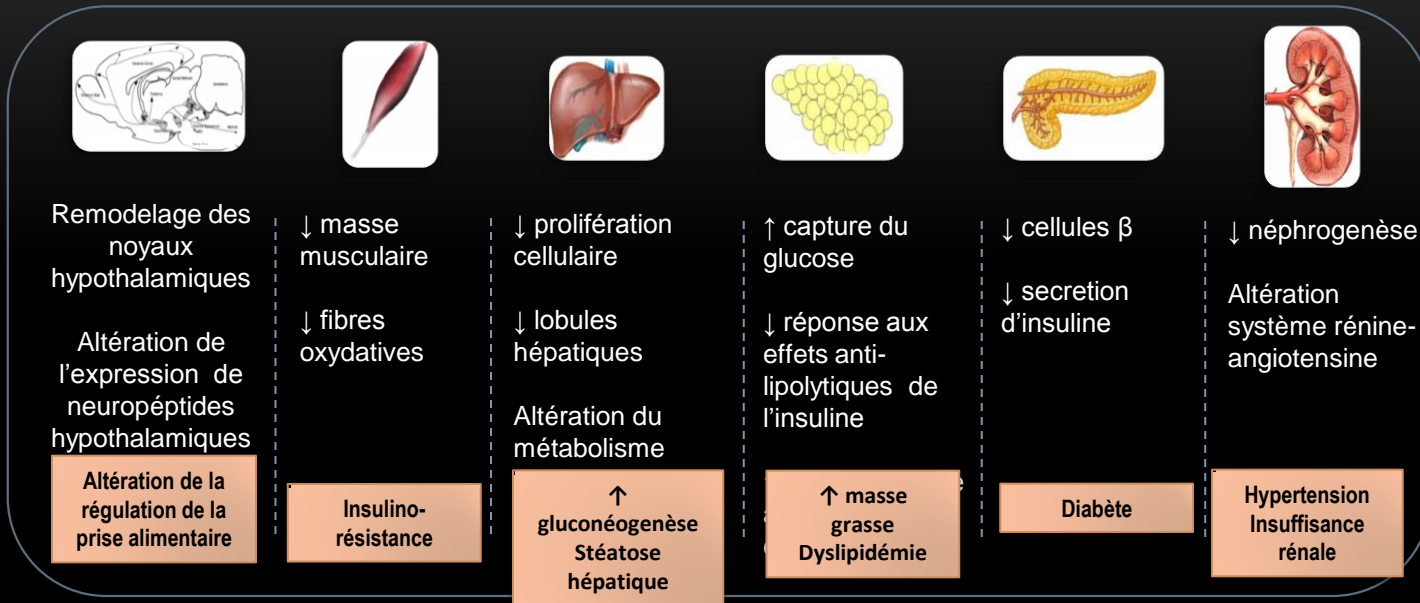 Remodelage des
noyaux
hypothalamiques
Altération de
l'expression de
neuropéptides
hypothalamiques
Altération de la
régulation de la
prise alimentaire
↓ masse
musculaire
↓ fibres
oxydatives
Insulino-
résistance
↓ prolifération
cellulaire
↓ lobules
hépatiques
Altération du
métabolisme
↑
gluconéogenèse
Stéatose
hépatique
↑ capture du
glucose
↓ réponse aux
effets anti-
lipolytiques de
l'insuline
↑ masse
grasse
Dyslipidémie
↓ cellules β
↓ secretion
d'insuline
Diabète
↓ néphrogenèse
Altération
système rénine-
angiotensine
Hypertension
Insuffisance
rénale